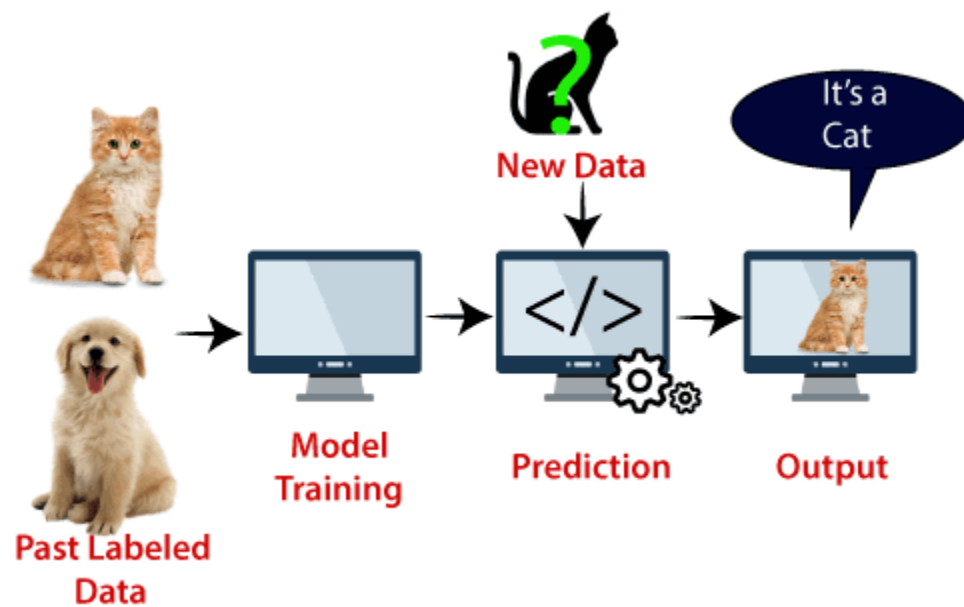 It's a
Cat
New Data
</>
Model
Training
Prediction
Output
Past Labeled
Data
?